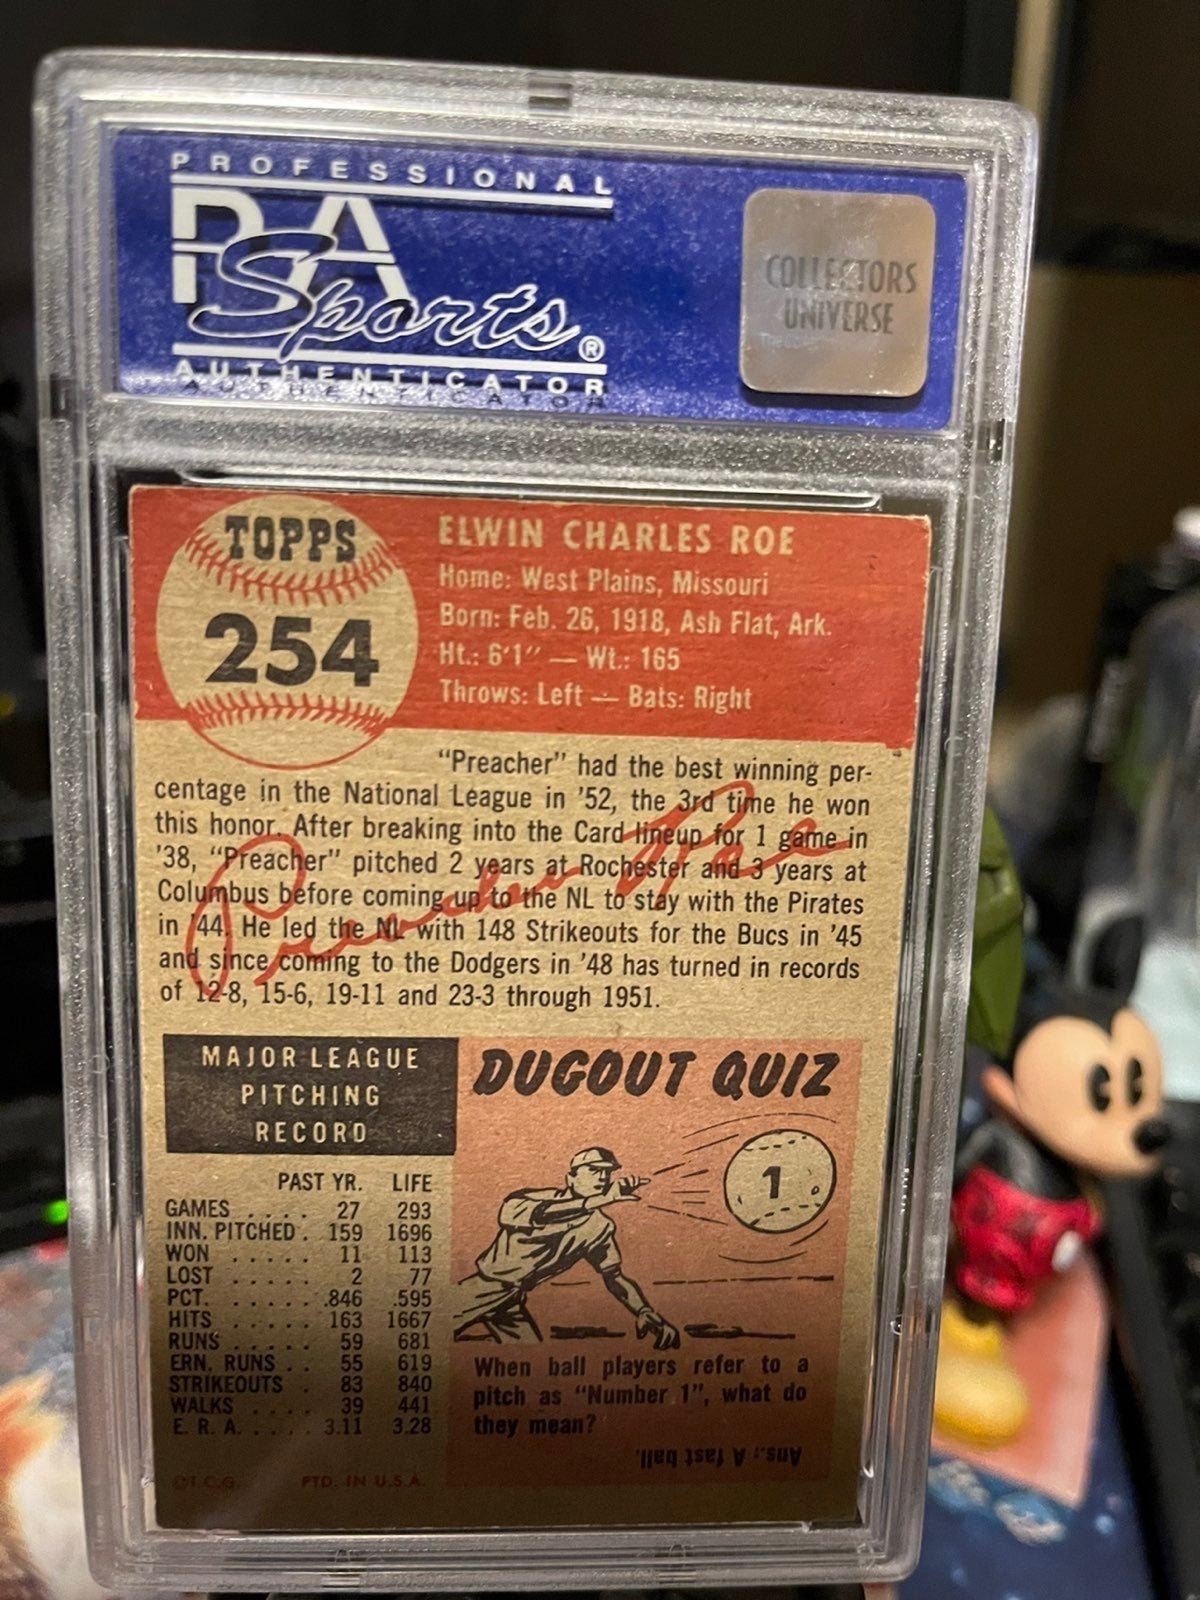 PROFESSIONAL
PSA
Sports®
AUTHENTICATOR
COLLECTORS
UNIVERSE
TOPPS
254
ELWIN CHARLES ROE
Home: West Plains, Missouri
Born: Feb. 26, 1918, Ash Flat, Ark.
Ht.: 6'1" — Wt.: 165
Throws: Left — Bats: Right
"Preacher" had the best winning per-
centage in the National League in '52, the 3rd time he won
this honor. After breaking into the Card lineup for 1 game in
'38, "Preacher" pitched 2 years at Rochester and 3 years at
Columbus before coming up to the NL to stay with the Pirates
in '44. He led the NL with 148 Strikeouts for the Bucs in '45
and since coming to the Dodgers in '48 has turned in records
of 12-8, 15-6, 19-11 and 23-3 through 1951.
Preacher Roe
MAJOR LEAGUE
PITCHING
RECORD
PAST YR. LIFE
GAMES .... 27 293
INN. PITCHED . 159 1696
WON ..... 11 113
LOST ..... 2 77
PCT. ..... .846 .595
HITS ..... 163 1667
RUNS ..... 59 681
ERN. RUNS .. 55 619
STRIKEOUTS . 83 840
WALKS .... 39 441
E. R. A. .... 3.11 3.28
©T.C.G. PTD. IN U.S.A.
DUGOUT QUIZ
1
When ball players refer to a
pitch as "Number 1", what do
they mean?
Ans.: A fast ball.